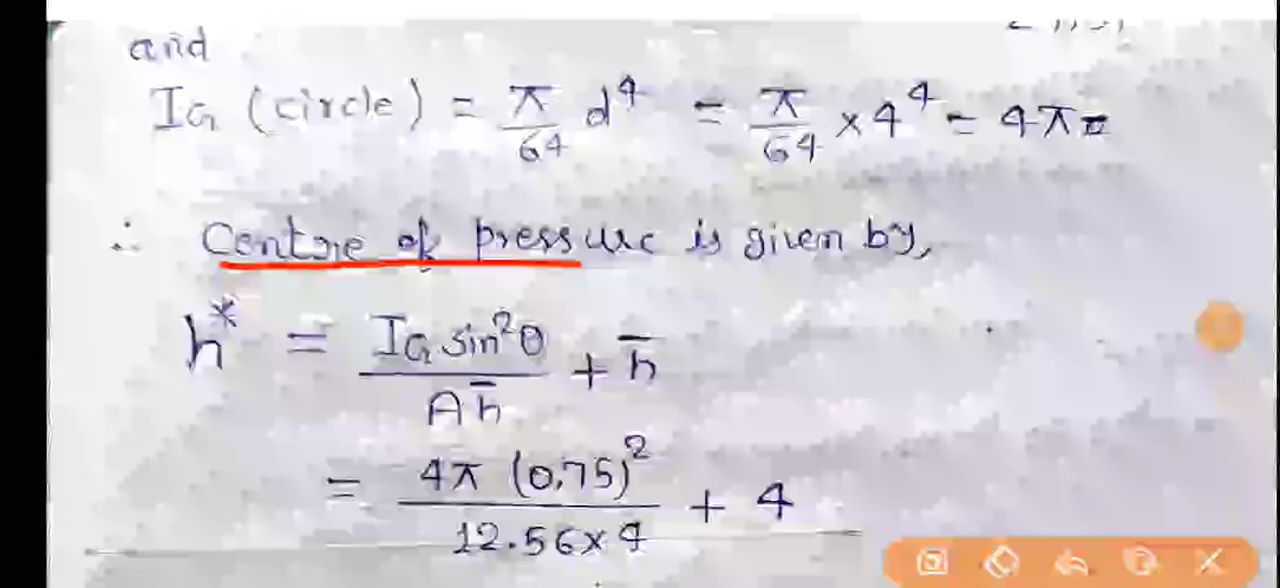 and
IG (circle) = π/64 d⁴ = π/64 × 4⁴ = 4π
∴ Centre of pressure is given by,
h* = IG sin²θ / A h̄ + h̄
= 4π (0.75)² / 12.56×4 + 4